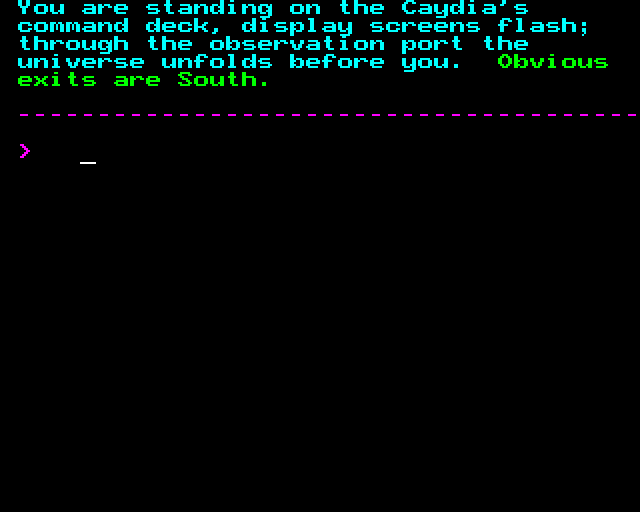 You are standing on the Caydia's
command deck, display screens flash;
through the observation port the
universe unfolds before you.  Obvious
exits are South.
---------------------------------------
>    _